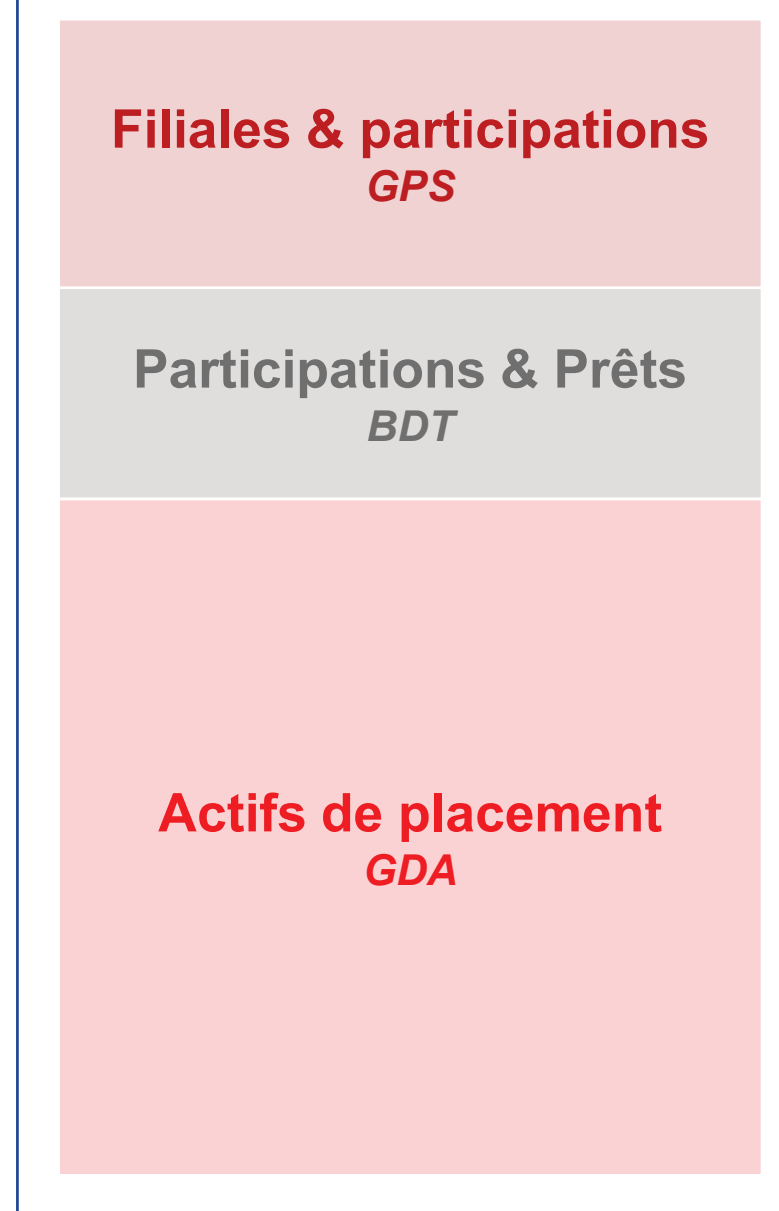 Filiales & participations
GPS
Participations & Prêts
BDT
Actifs de placement
GDA